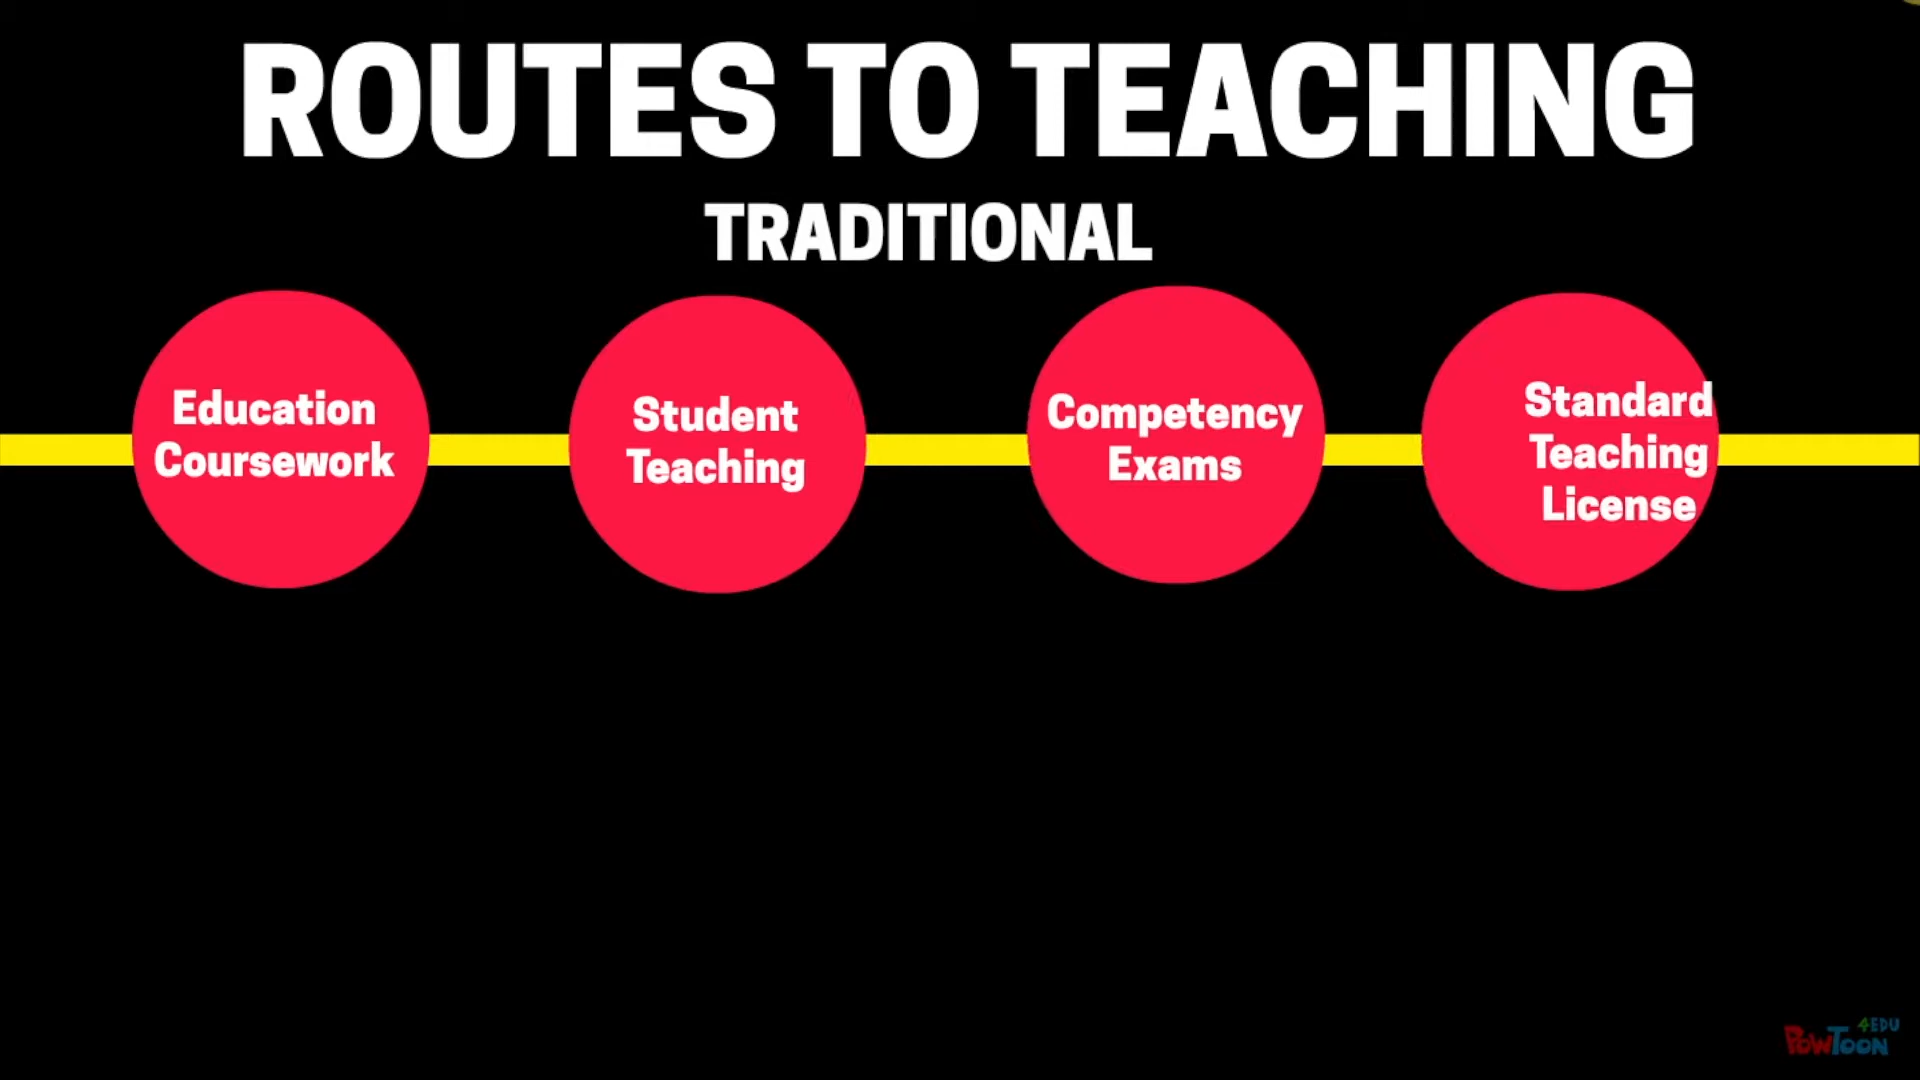 ROUTES TO TEACHING
TRADITIONAL
Education
Coursework
Student
Teaching
Competency
Exams
Standard
Teaching
License
4EDU
PowToon